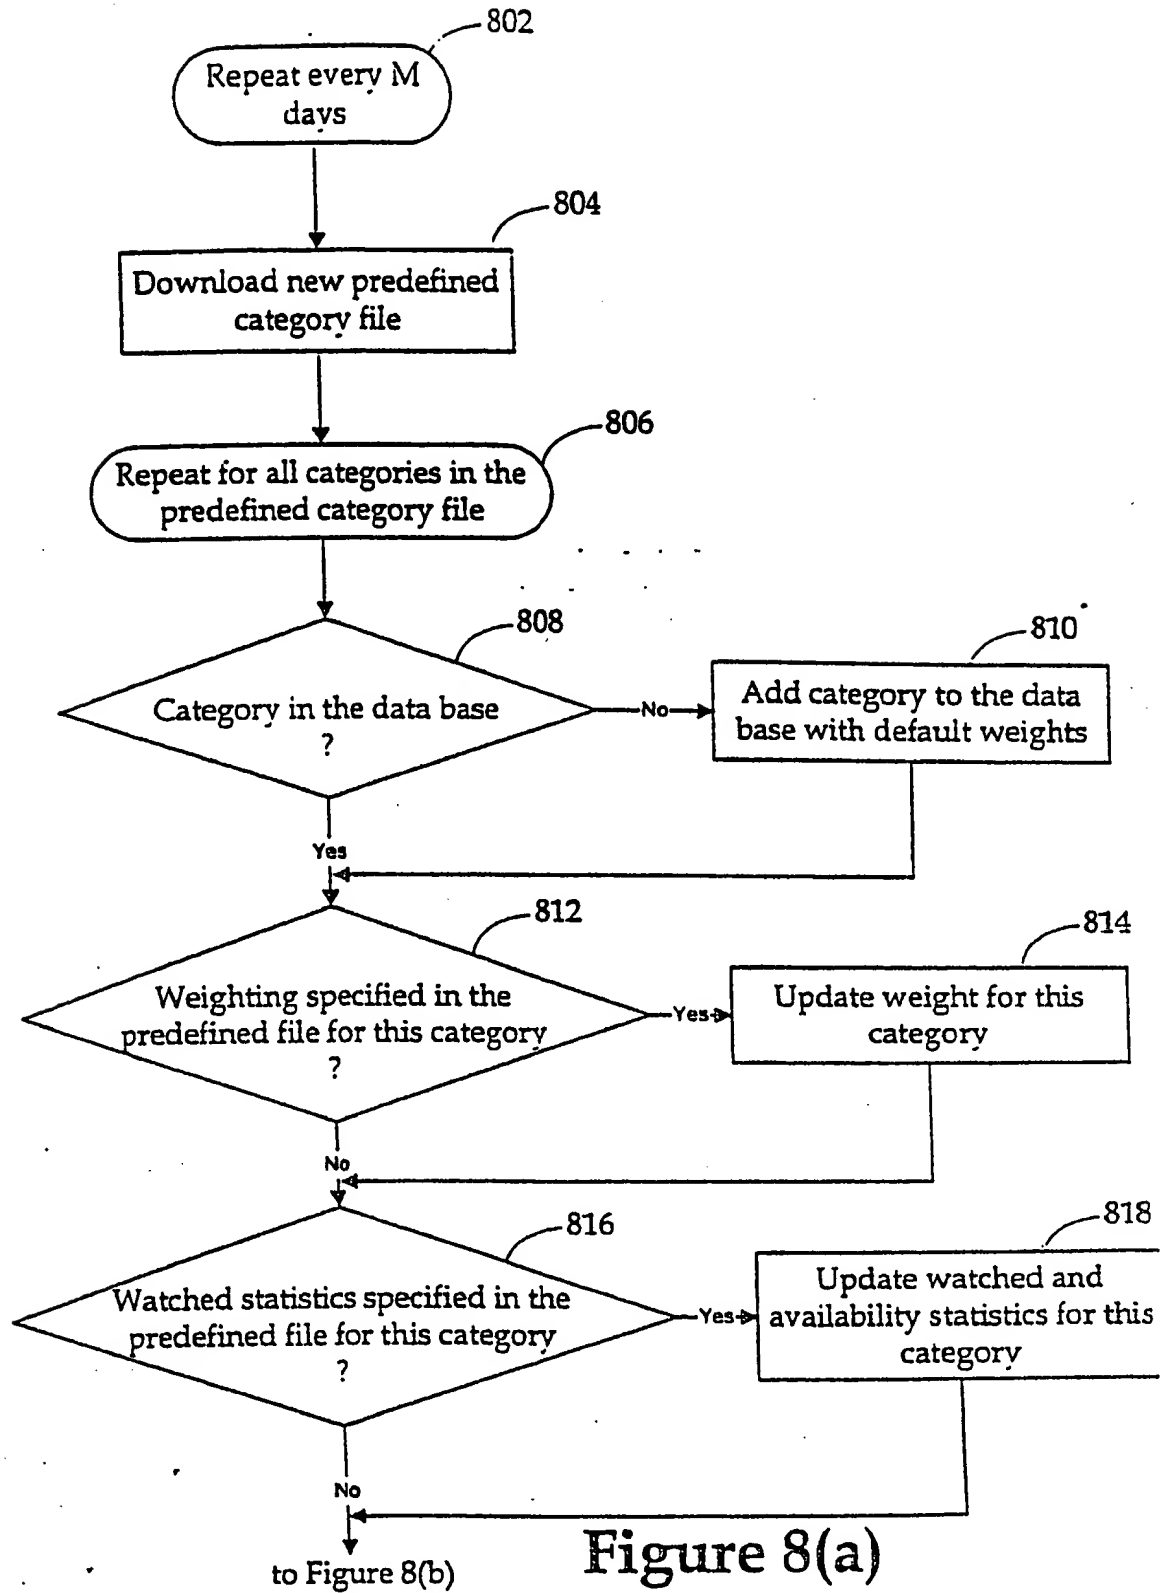 802
Repeat every M
days
804
Download new predefined
category file
806
Repeat for all categories in the
predefined category file
808
Category in the data base
?
No
810
Add category to the data
base with default weights
Yes
812
Weighting specified in the
predefined file for this category
?
Yes
814
Update weight for this
category
No
816
Watched statistics specified in the
predefined file for this category
?
Yes
818
Update watched and
availability statistics for this
category
No
to Figure 8(b)
Figure 8(a)